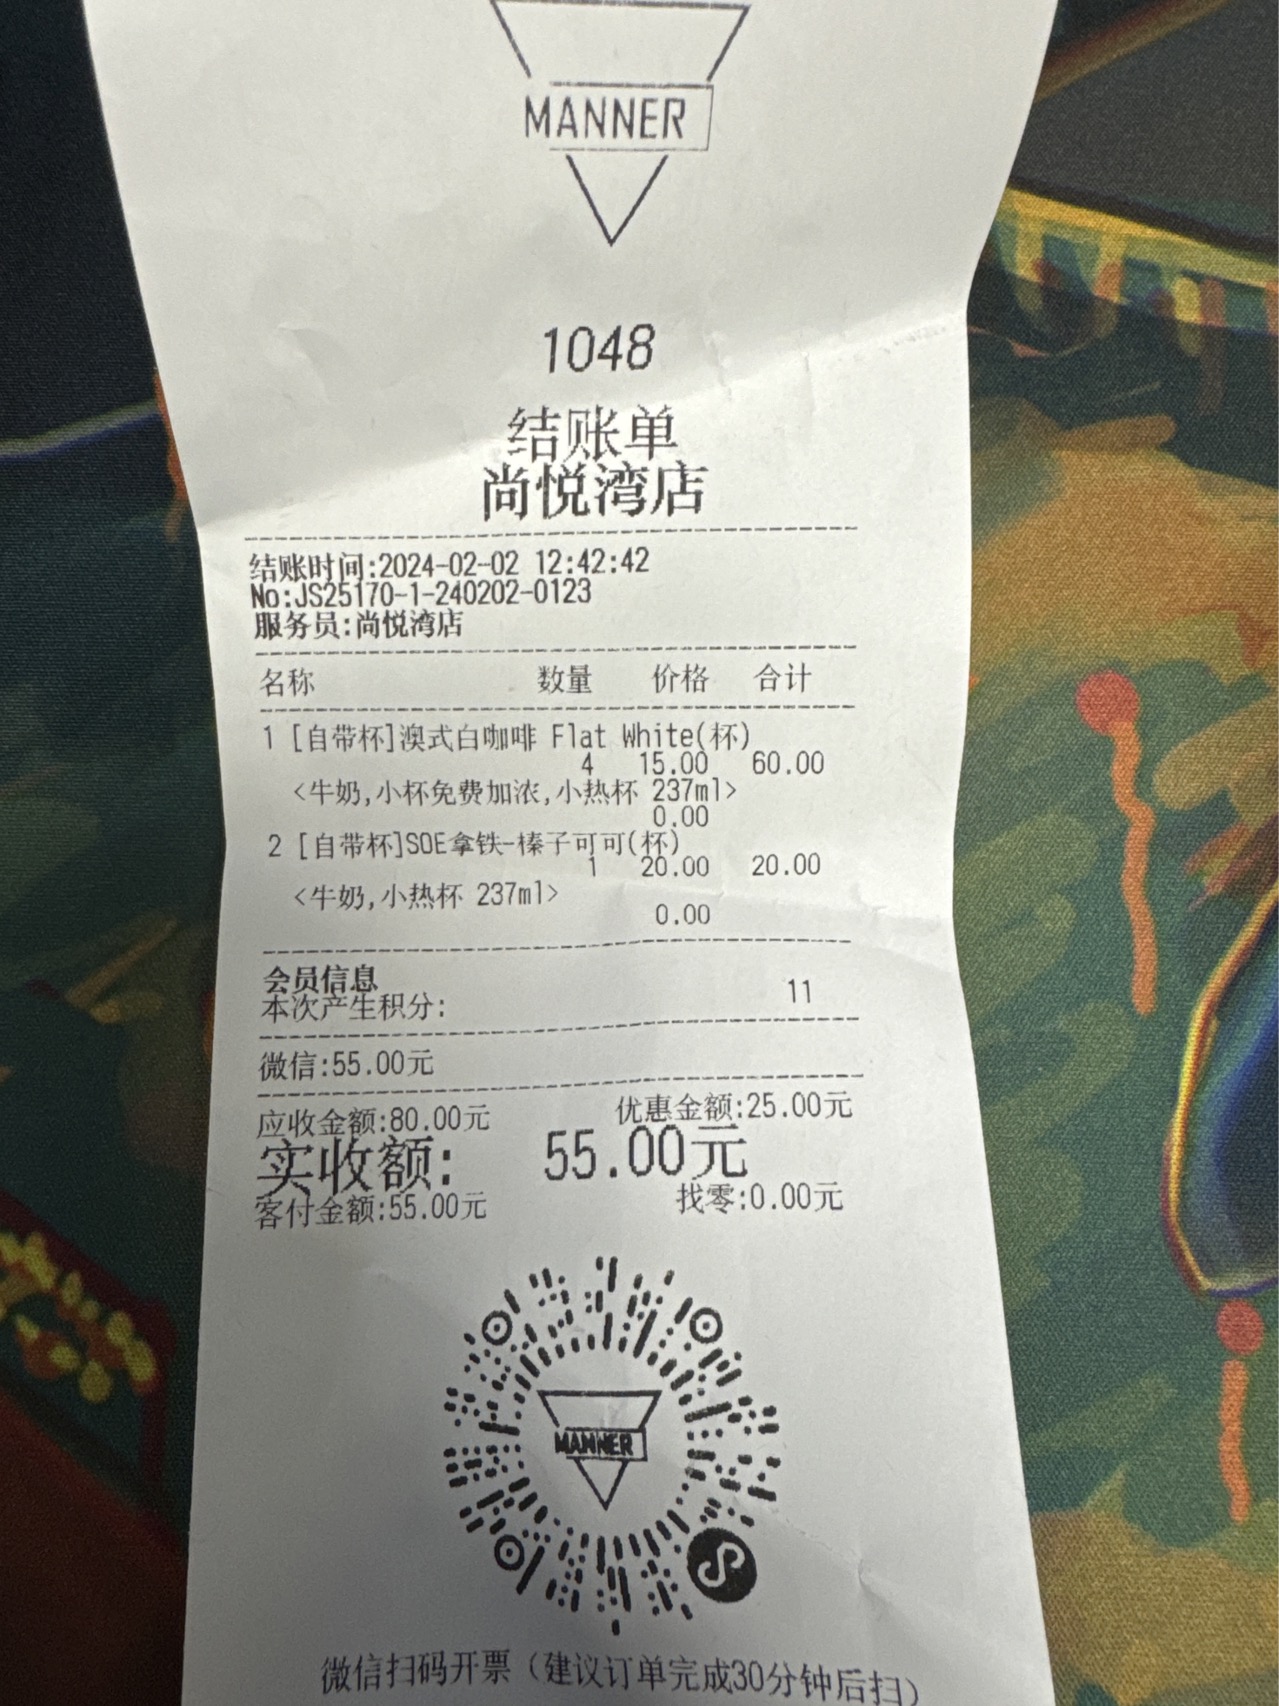 MANNER
1048
结账单
尚悦湾店
结账时间:2024-02-02 12:42:42
No:JS25170-1-240202-0123
服务员:尚悦湾店
名称 数量 价格 合计
1 [自带杯]澳式白咖啡 Flat White(杯)
4 15.00 60.00
<牛奶,小杯免费加浓,小热杯 237ml>
0.00
2 [自带杯]SOE拿铁-榛子可可(杯)
1 20.00 20.00
<牛奶,小热杯 237ml>
0.00
会员信息
本次产生积分: 11
微信:55.00元
应收金额:80.00元 优惠金额:25.00元
实收额: 55.00元
客付金额:55.00元 找零:0.00元
MANNER
微信扫码开票（建议订单完成30分钟后扫）